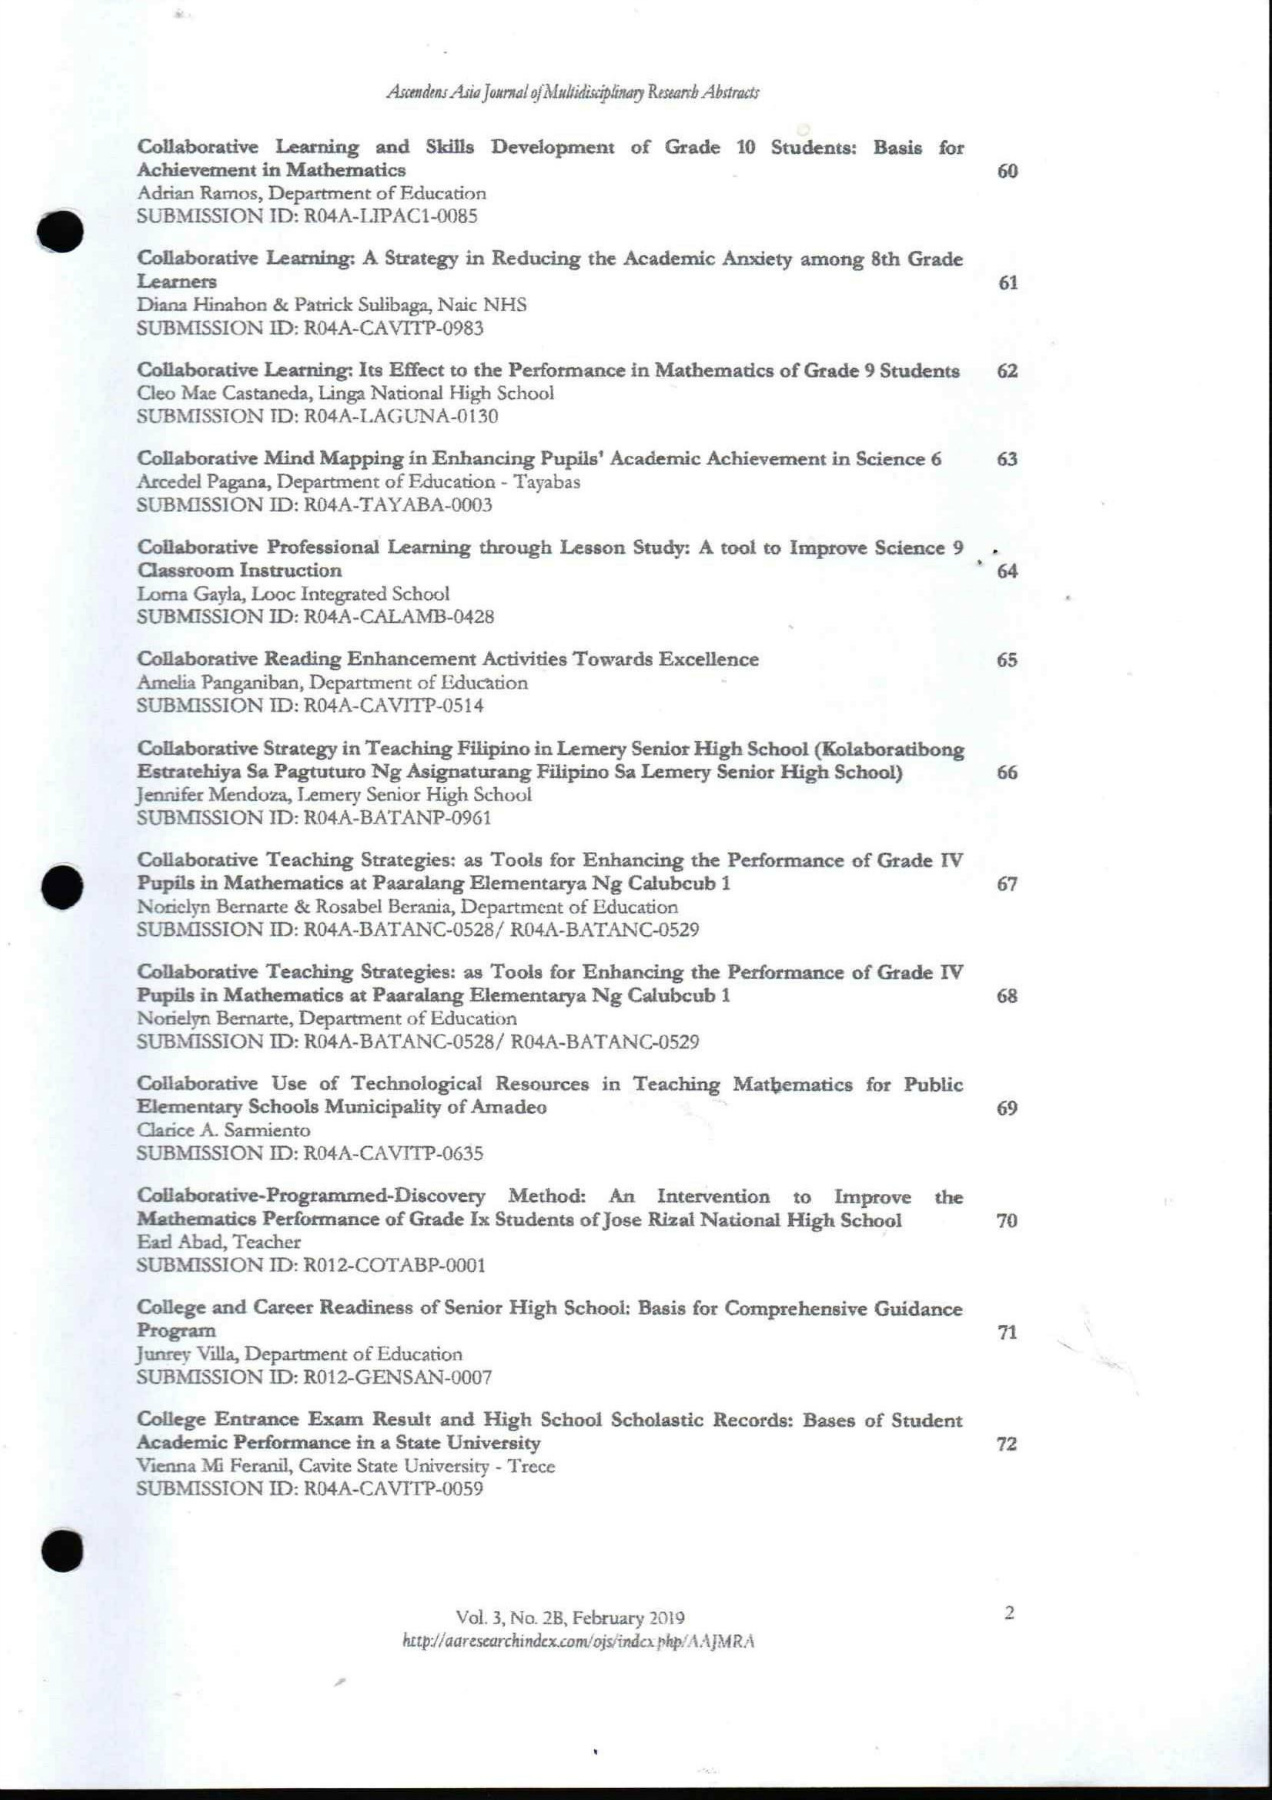 Ascendens Asia Journal of Multidisciplinary Research Abstracts
Collaborative Learning and Skills Development of Grade 10 Students: Basis for
Achievement in Mathematics 60
Adrian Ramos, Department of Education
SUBMISSION ID: R04A-LIPAC1-0085
Collaborative Learning: A Strategy in Reducing the Academic Anxiety among 8th Grade
Learners 61
Diana Hinahon & Patrick Sulibaga, Naic NHS
SUBMISSION ID: R04A-CAVITP-0983
Collaborative Learning: Its Effect to the Performance in Mathematics of Grade 9 Students 62
Cleo Mae Castaneda, Linga National High School
SUBMISSION ID: R04A-LAGUNA-0130
Collaborative Mind Mapping in Enhancing Pupils' Academic Achievement in Science 6 63
Arcedel Pagana, Department of Education - Tayabas
SUBMISSION ID: R04A-TAYABA-0003
Collaborative Professional Learning through Lesson Study: A tool to Improve Science 9
Classroom Instruction 64
Lorna Gayla, Looc Integrated School
SUBMISSION ID: R04A-CALAMB-0428
Collaborative Reading Enhancement Activities Towards Excellence 65
Amelia Panganiban, Department of Education
SUBMISSION ID: R04A-CAVITP-0514
Collaborative Strategy in Teaching Filipino in Lemery Senior High School (Kolaboratibong
Estratehiya Sa Pagtuturo Ng Asignaturang Filipino Sa Lemery Senior High School) 66
Jennifer Mendoza, Lemery Senior High School
SUBMISSION ID: R04A-BATANP-0961
Collaborative Teaching Strategies: as Tools for Enhancing the Performance of Grade IV
Pupils in Mathematics at Paaralang Elementarya Ng Calubcub 1 67
Norielyn Bernarte & Rosabel Berania, Department of Education
SUBMISSION ID: R04A-BATANC-0528/ R04A-BATANC-0529
Collaborative Teaching Strategies: as Tools for Enhancing the Performance of Grade IV
Pupils in Mathematics at Paaralang Elementarya Ng Calubcub 1 68
Norielyn Bernarte, Department of Education
SUBMISSION ID: R04A-BATANC-0528/ R04A-BATANC-0529
Collaborative Use of Technological Resources in Teaching Mathematics for Public
Elementary Schools Municipality of Amadeo 69
Clarice A. Sarmiento
SUBMISSION ID: R04A-CAVITP-0635
Collaborative-Programmed-Discovery Method: An Intervention to Improve the
Mathematics Performance of Grade Ix Students of Jose Rizal National High School 70
Earl Abad, Teacher
SUBMISSION ID: R012-COTABP-0001
College and Career Readiness of Senior High School: Basis for Comprehensive Guidance
Program 71
Junrey Villa, Department of Education
SUBMISSION ID: R012-GENSAN-0007
College Entrance Exam Result and High School Scholastic Records: Bases of Student
Academic Performance in a State University 72
Vienna Mi Feranil, Cavite State University - Trece
SUBMISSION ID: R04A-CAVITP-0059
Vol. 3, No. 2B, February 2019 2
http://aaresearchindex.com/ojs/index.php/AAJMRA